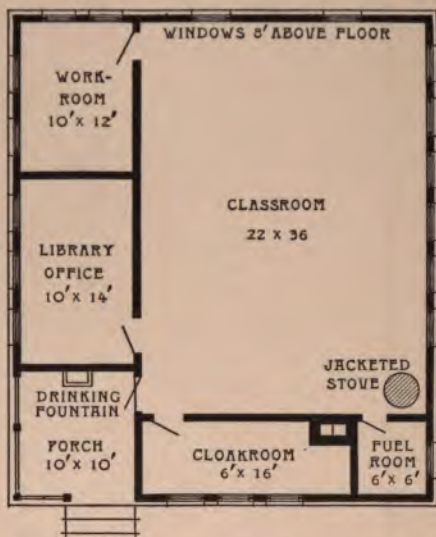 WINDOWS 8' ABOVE FLOOR
WORK-
ROOM
10' X 12'
CLASSROOM
22 X 36
LIBRARY
OFFICE
10' X 14'
JACKETED
STOVE
DRINKING
FOUNTAIN
PORCH
10' X 10'
CLOAKROOM
6' X 16'
FUEL
ROOM
6' X 6'